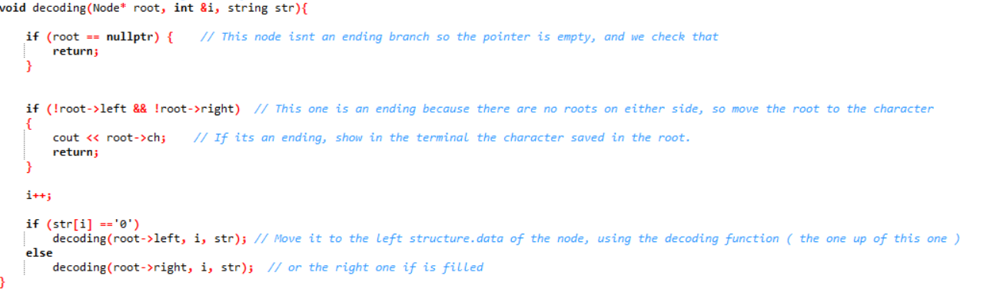 void decoding(Node* root, int &i, string str){
if (root == nullptr) { // This node isnt an ending branch so the pointer is empty, and we check that
return;
}
if (!root->left && !root->right) // This one is an ending because there are no roots on either side, so move the root to the character
{
cout << root->ch; // If its an ending, show in the terminal the character saved in the root.
return;
}
i++;
if (str[i] =='0')
decoding(root->left, i, str); // Move it to the left structure.data of the node, using the decoding function ( the one up of this one )
else
decoding(root->right, i, str); // or the right one if is filled
}